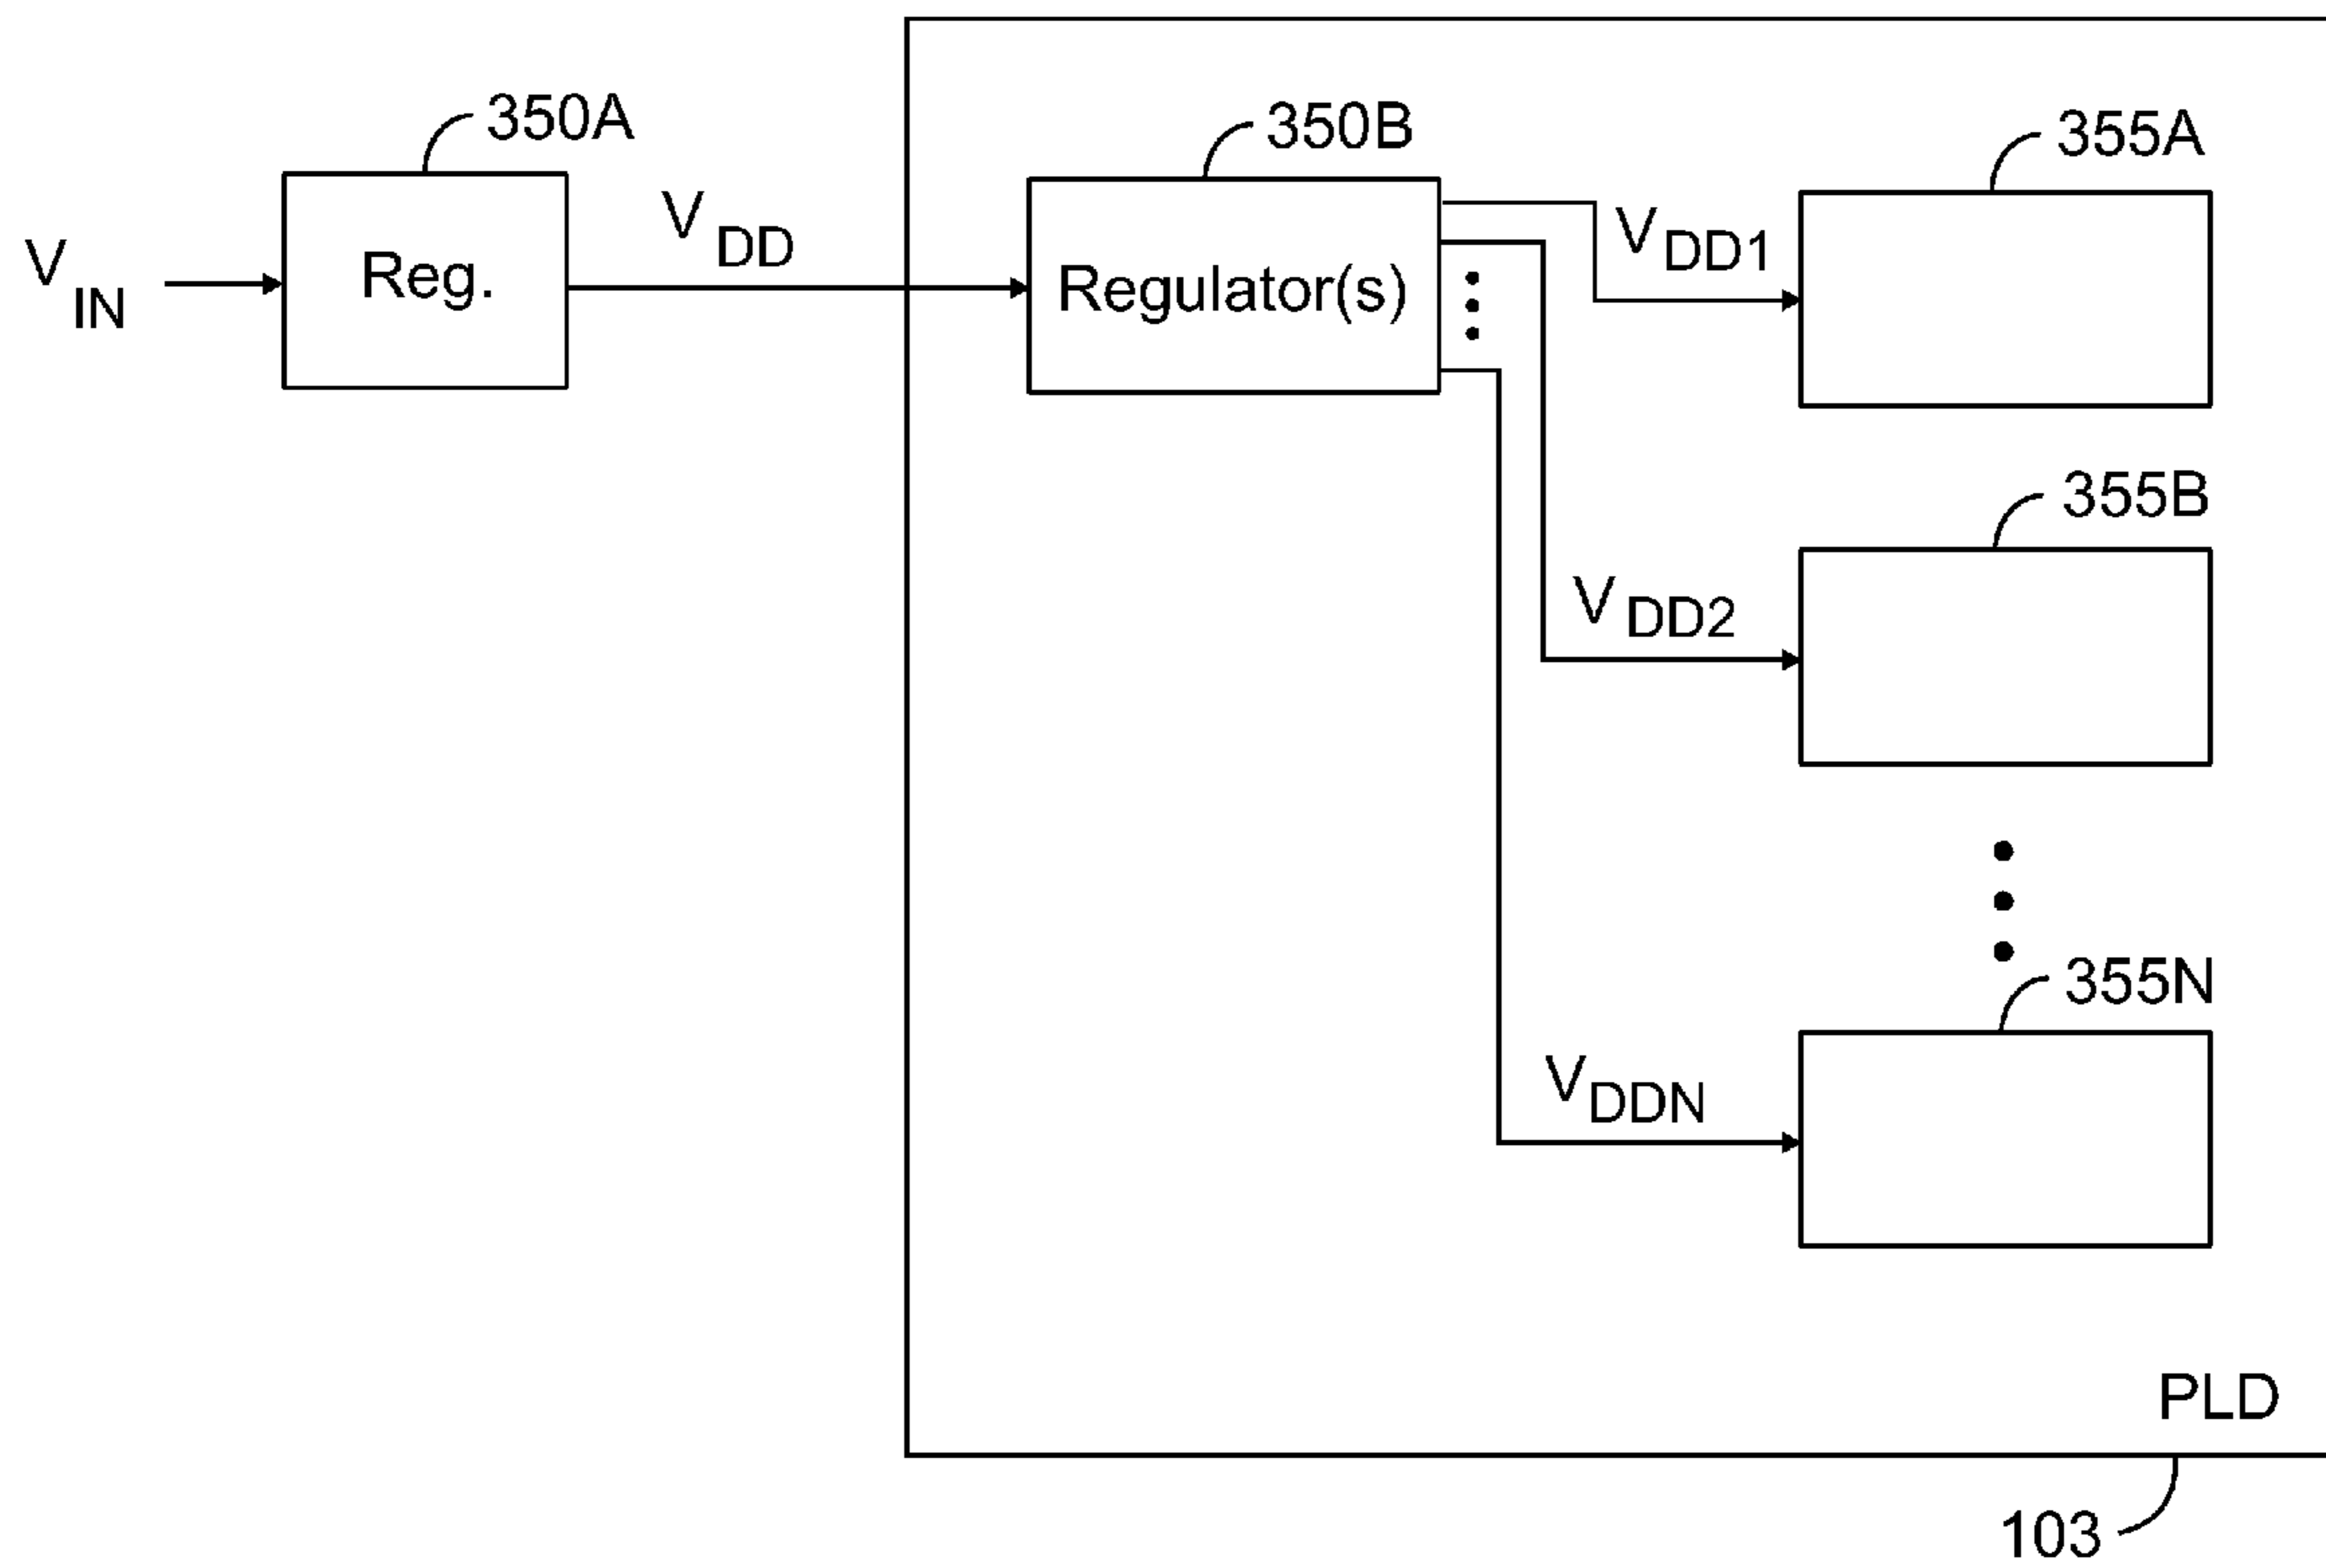 350A
350B
355A
V DD
V DD1
V IN
Reg.
Regulator(s)
355B
V DD2
355N
V DDN
PLD
103